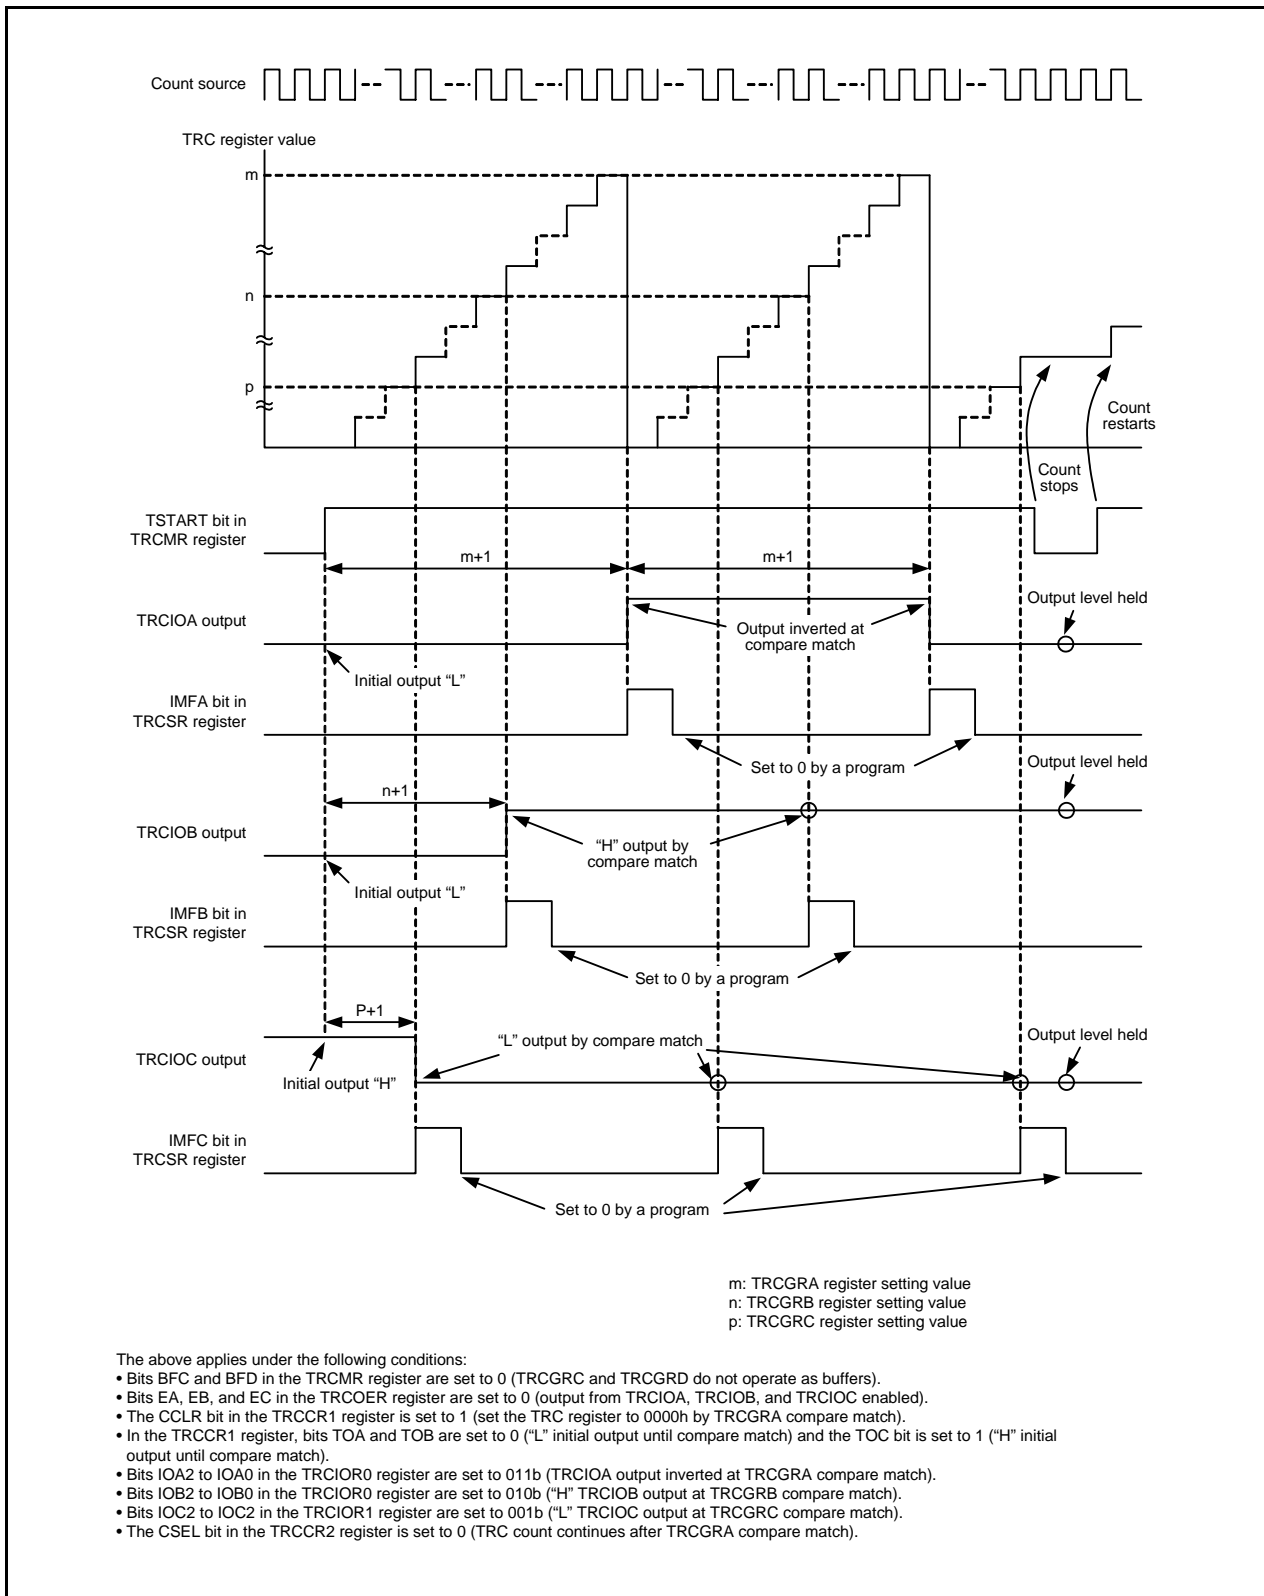 Count source
TRC register value
m
n
p
Count
restarts
Count
stops
TSTART bit in
TRCMR register
m+1
m+1
Output level held
TRCIOA output
Output inverted at
compare match
Initial output “L”
IMFA bit in
TRCSR register
Set to 0 by a program
Output level held
n+1
TRCIOB output
“H” output by
compare match
Initial output “L”
IMFB bit in
TRCSR register
Set to 0 by a program
P+1
“L” output by compare match
Output level held
TRCIOC output
Initial output “H”
IMFC bit in
TRCSR register
Set to 0 by a program
m: TRCGRA register setting value
n: TRCGRB register setting value
p: TRCGRC register setting value
The above applies under the following conditions:
• Bits BFC and BFD in the TRCMR register are set to 0 (TRCGRC and TRCGRD do not operate as buffers).
• Bits EA, EB, and EC in the TRCOER register are set to 0 (output from TRCIOA, TRCIOB, and TRCIOC enabled).
• The CCLR bit in the TRCCR1 register is set to 1 (set the TRC register to 0000h by TRCGRA compare match).
• In the TRCCR1 register, bits TOA and TOB are set to 0 (“L” initial output until compare match) and the TOC bit is set to 1 (“H” initial
output until compare match).
• Bits IOA2 to IOA0 in the TRCIOR0 register are set to 011b (TRCIOA output inverted at TRCGRA compare match).
• Bits IOB2 to IOB0 in the TRCIOR0 register are set to 010b (“H” TRCIOB output at TRCGRB compare match).
• Bits IOC2 to IOC2 in the TRCIOR1 register are set to 001b (“L” TRCIOC output at TRCGRC compare match).
• The CSEL bit in the TRCCR2 register is set to 0 (TRC count continues after TRCGRA compare match).